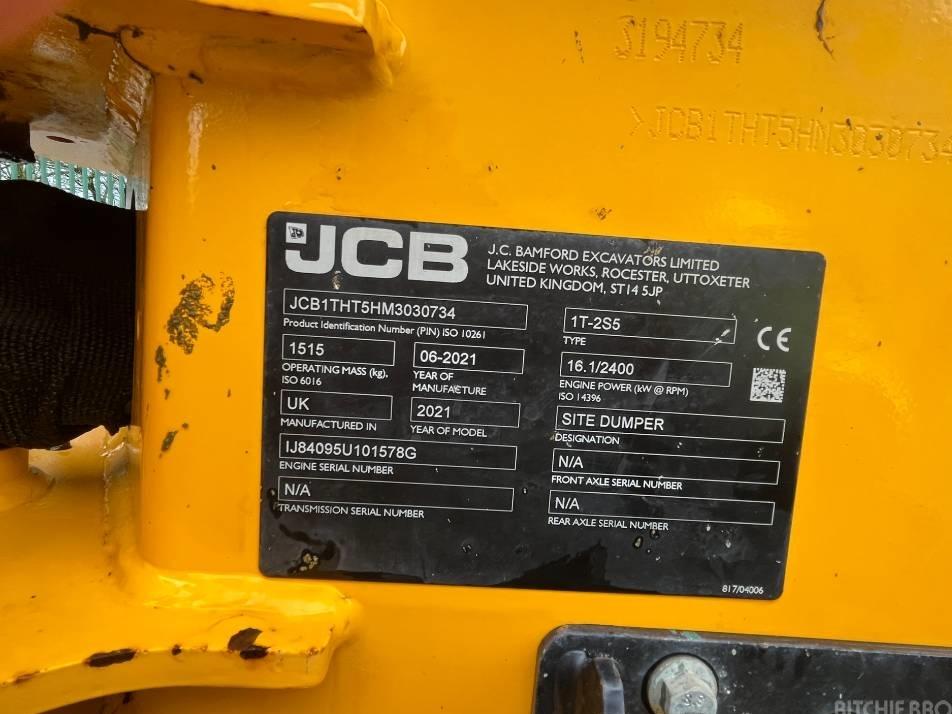 3194734
>JCB1THT5HM3030734
JCB
J.C. BAMFORD EXCAVATORS LIMITED
LAKESIDE WORKS, ROCESTER, UTTOXETER
UNITED KINGDOM, ST14 5JP
JCB1THT5HM3030734
Product Identification Number (PIN) ISO 10261
1515
OPERATING MASS (kg),
ISO 6016
06-2021
YEAR OF
MANUFACTURE
UK
MANUFACTURED IN
2021
YEAR OF MODEL
IJ84095U101578G
ENGINE SERIAL NUMBER
N/A
TRANSMISSION SERIAL NUMBER
1T-2S5
TYPE
CE
16.1/2400
ENGINE POWER (kW @ RPM)
ISO 14396
SITE DUMPER
DESIGNATION
N/A
FRONT AXLE SERIAL NUMBER
N/A
REAR AXLE SERIAL NUMBER
817/04006
RITCHIE BRO